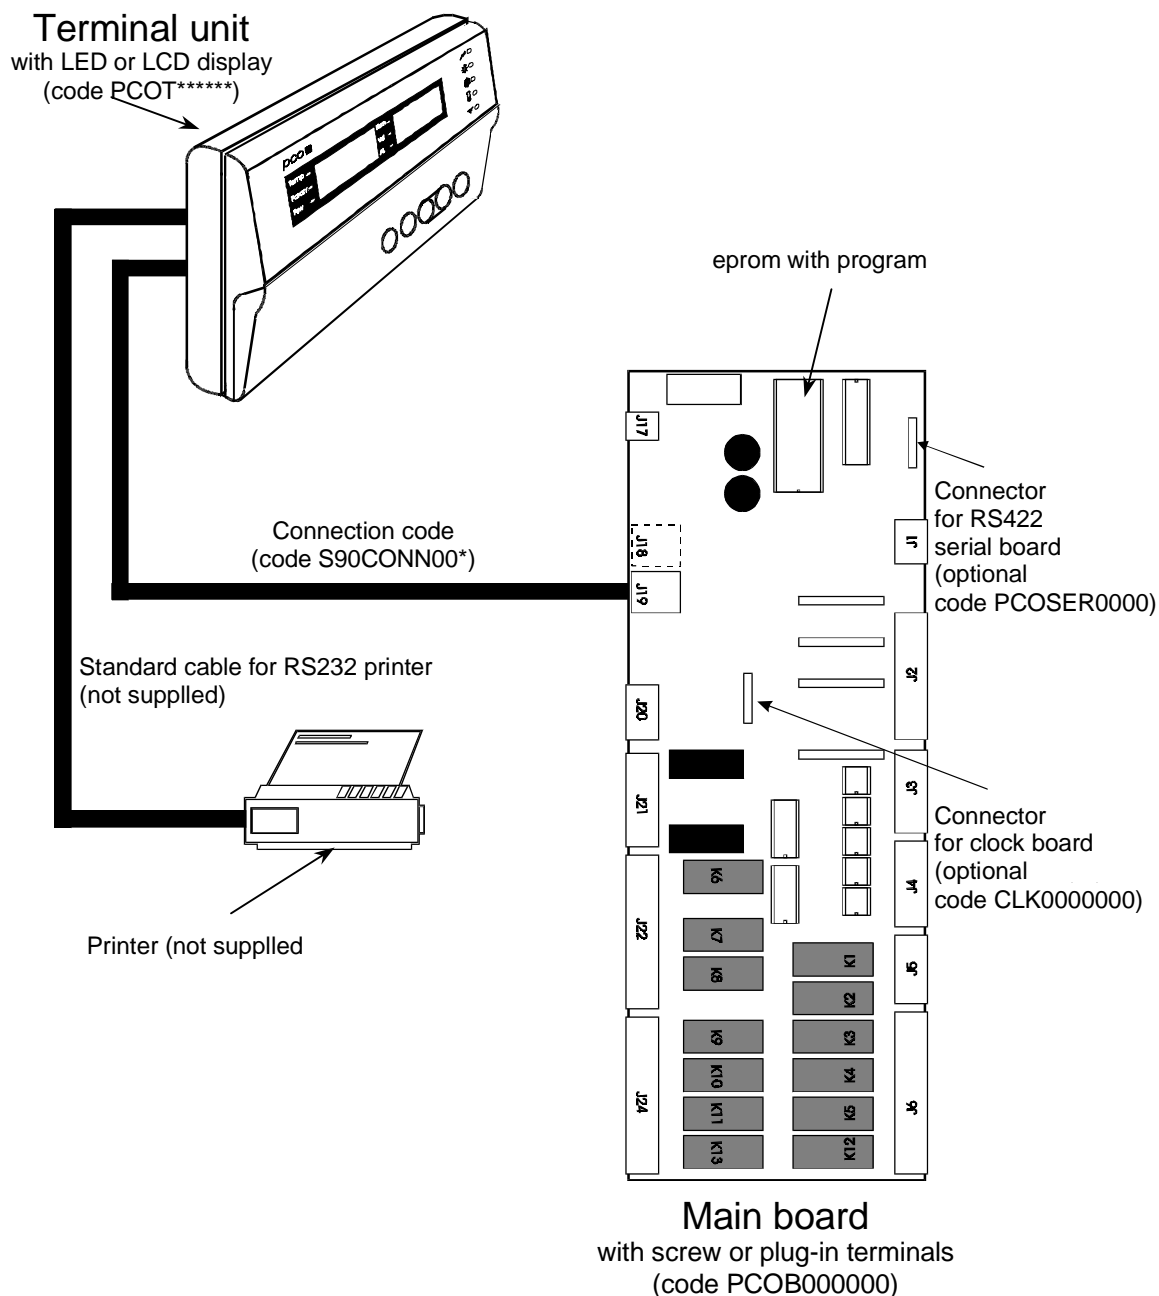 Terminal unit
with LED or LCD display
(code PCOT******)
pco
eprom with program
J17
Connector
for RS422
serial board
(optional
code PCOSER0000)
J1
Connection code
(code S90CONN00*)
J18
J19
Standard cable for RS232 printer
(not supplled)
J2
J20
J3
J21
Connector
for clock board
(optional
code CLK0000000)
J4
K6
Printer (not supplled
J22
K7
K8
K1
J5
K2
K9
K3
K10
K4
J24
K11
K5
J6
K13
K12
Main board
with screw or plug-in terminals
(code PCOB000000)